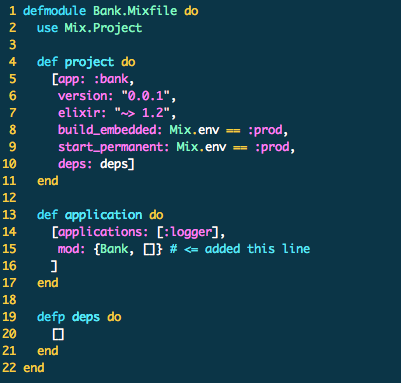 1 defmodule Bank.Mixfile do
2   use Mix.Project
3
4   def project do
5     [app: :bank,
6      version: "0.0.1",
7      elixir: "~> 1.2",
8      build_embedded: Mix.env == :prod,
9      start_permanent: Mix.env == :prod,
10      deps: deps]
11   end
12
13   def application do
14     [applications: [:logger],
15      mod: {Bank, []} # <= added this line
16     ]
17   end
18
19   defp deps do
20     []
21   end
22 end